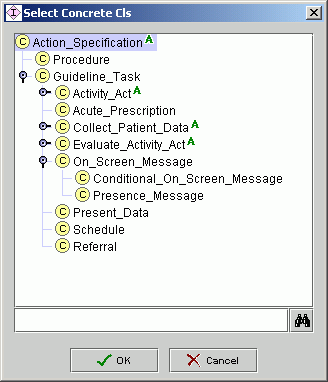 Select Concrete Cls
C Action_Specification A
C Procedure
C Guideline_Task
C Activity_Act A
C Acute_Prescription
C Collect_Patient_Data A
C Evaluate_Activity_Act A
C On_Screen_Message
C Conditional_On_Screen_Message
C Presence_Message
C Present_Data
C Schedule
C Referral
OK Cancel